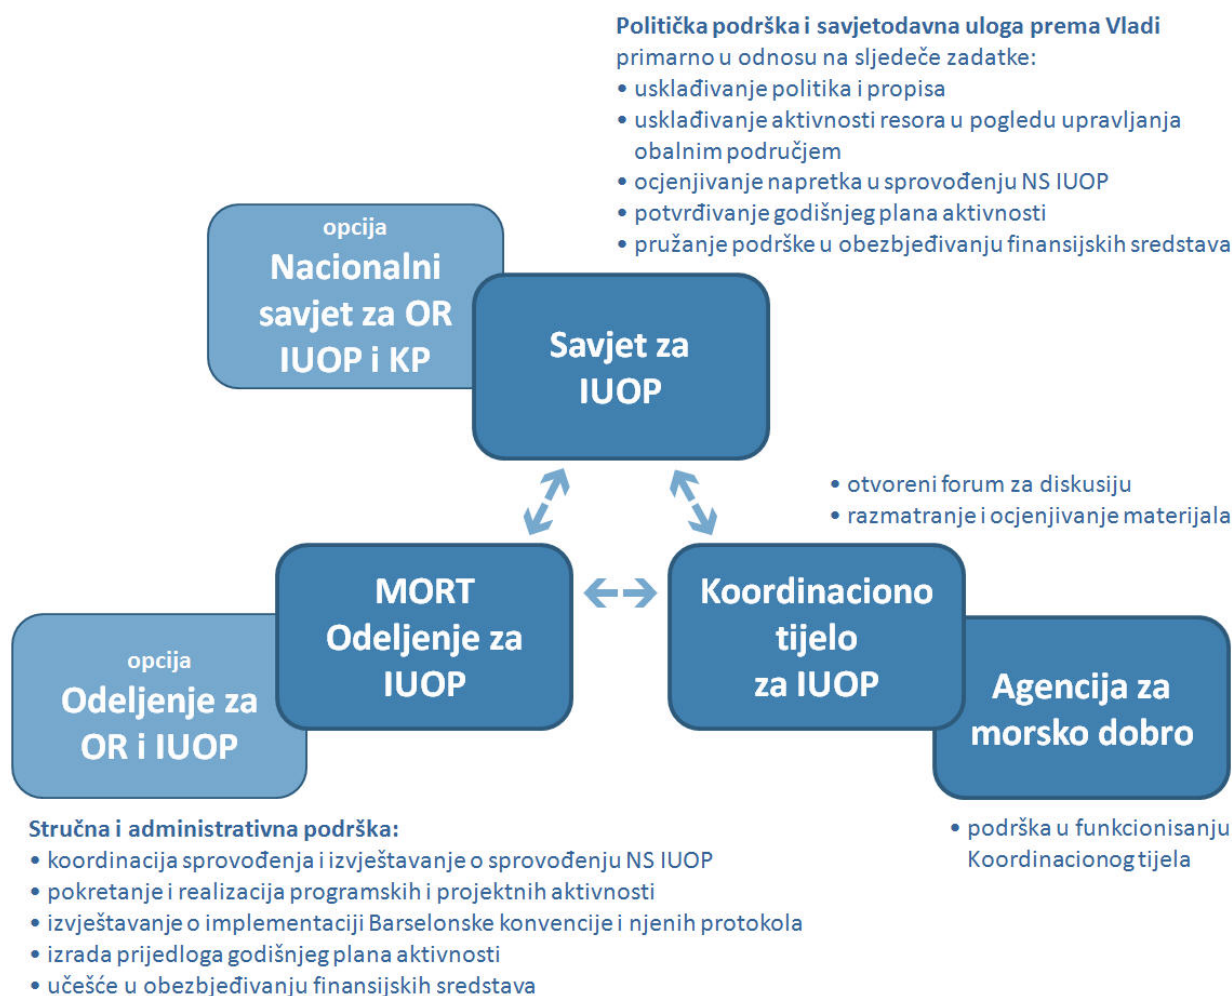 Politička podrška i savjetodavna uloga prema Vladi
primarno u odnosu na sljedeče zadatke:
• usklađivanje politika i propisa
• usklađivanje aktivnosti resora u pogledu upravljanja
obalnim područjem
• ocjenjivanje napretka u sprovođenju NS IUOP
• potvrđivanje godišnjeg plana aktivnosti
• pružanje podrške u obezbjeđivanju finansijskih sredstava
opcija
Nacionalni
savjet za OR
IUOP i KP
Savjet za
IUOP
• otvoreni forum za diskusiju
• razmatranje i ocjenjivanje materijala
MORT
Odeljenje za
IUOP
Koordinaciono
tijelo
za IUOP
opcija
Odeljenje za
OR i IUOP
Agencija za
morsko dobro
Stručna i administrativna podrška:
• koordinacija sprovođenja i izvještavanje o sprovođenju NS IUOP
• pokretanje i realizacija programskih i projektnih aktivnosti
• izvještavanje o implementaciji Barselonske konvencije i njenih protokola
• izrada prijedloga godišnjeg plana aktivnosti
• učešće u obezbjeđivanju finansijskih sredstava
• podrška u funkcionisanju
Koordinacionog tijela